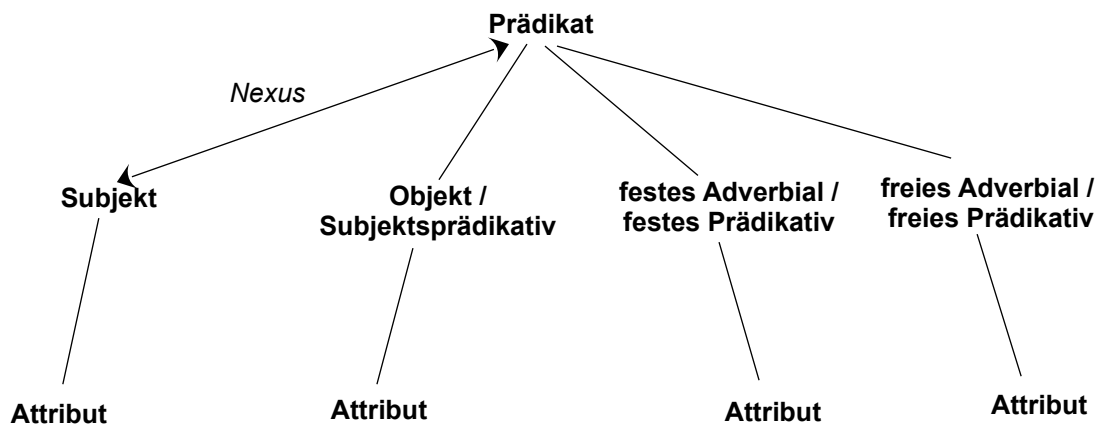 Prädikat
Nexus
Subjekt
Objekt /
Subjektsprädikativ
festes Adverbial /
festes Prädikativ
freies Adverbial /
freies Prädikativ
Attribut
Attribut
Attribut
Attribut